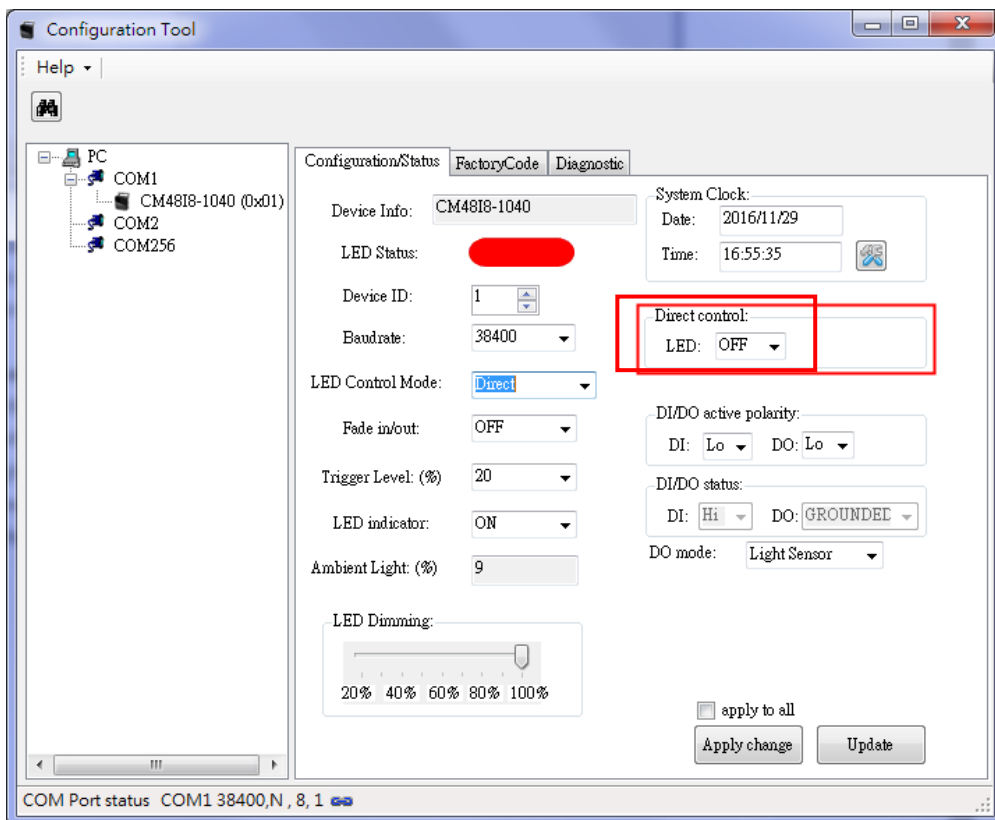 Configuration Tool
Help
PC
COM1
CM48I8-1040 (0x01)
COM2
COM256
Configuration/Status FactoryCode Diagnostic
Device Info: CM48I8-1040
LED Status:
Device ID: 1
Baudrate: 38400
LED Control Mode: Direct
Fade in/out: OFF
Trigger Level: (%) 20
LED indicator: ON
Ambient Light: (%) 9
LED Dimming:
20% 40% 60% 80% 100%
System Clock:
Date: 2016/11/29
Time: 16:55:35
Direct control:
LED: OFF
DI/DO active polarity:
DI: Lo DO: Lo
DI/DO status:
DI: Hi DO: GROUNDED
DO mode: Light Sensor
apply to all
Apply change Update
COM Port status COM1 38400,N , 8, 1